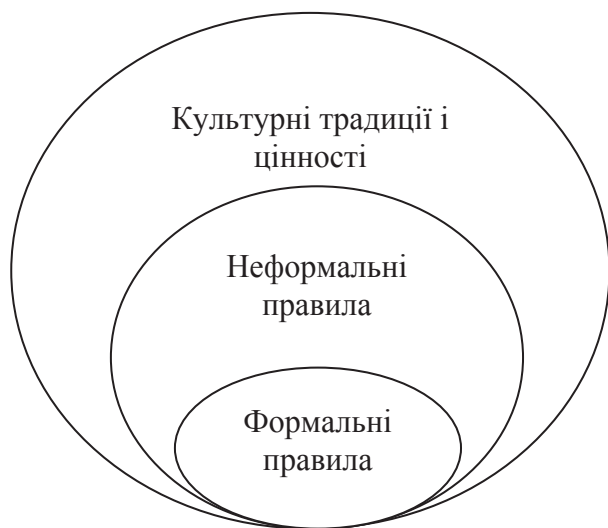 Культурні традиції і
цінності
Неформальні
правила
Формальні
правила